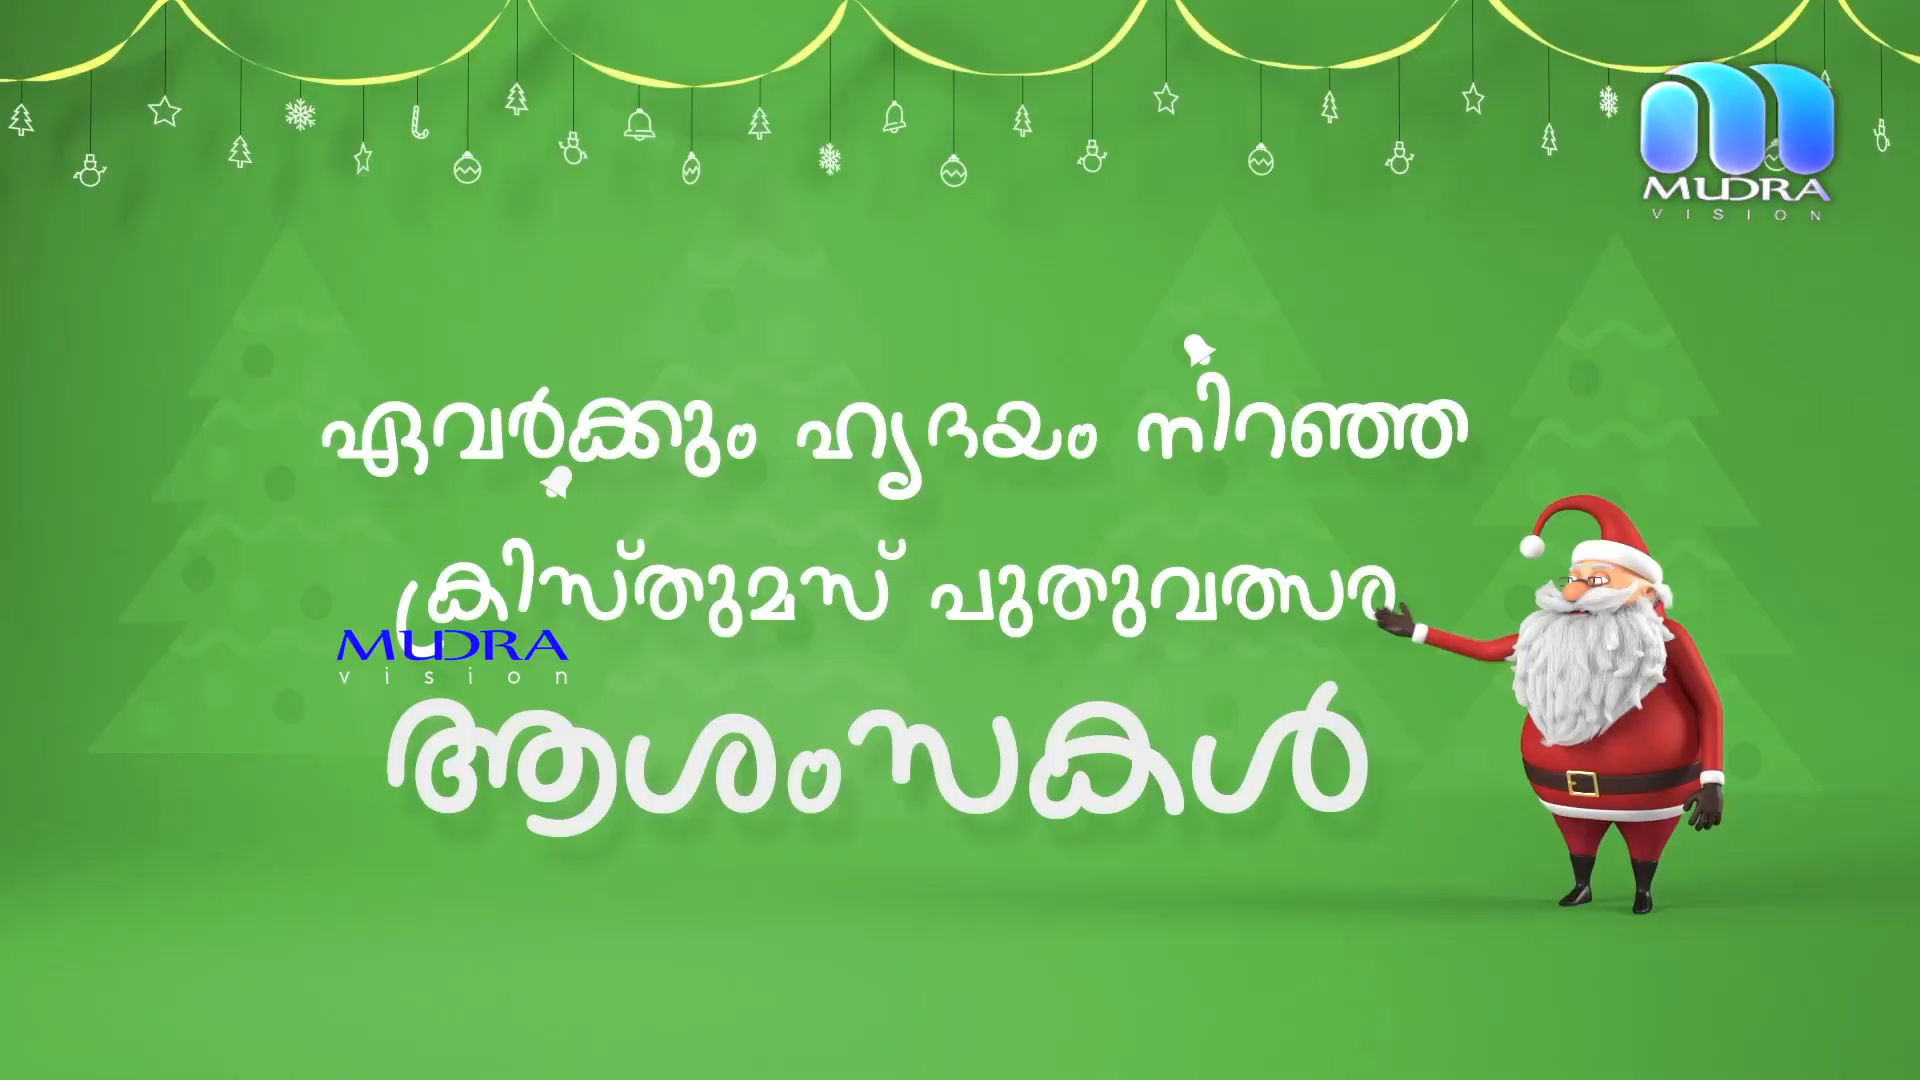 MUDRA
VISION
ഏവർക്കും ഹൃദയം നിറഞ്ഞ
ക്രിസ്തുമസ് പുതുവത്സര
MUDRA
vision
ആശംസകൾ